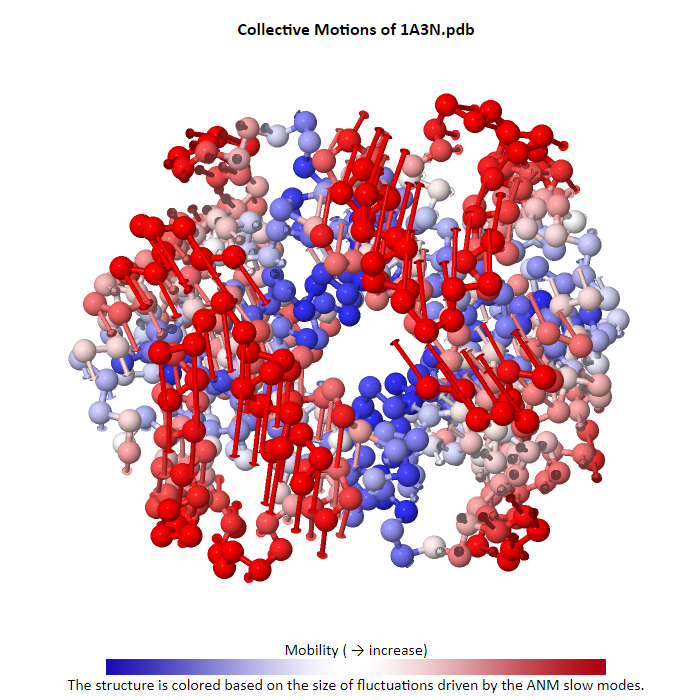 Collective Motions of 1A3N.pdb
Mobility ( → increase)
The structure is colored based on the size of fluctuations driven by the ANM slow modes.